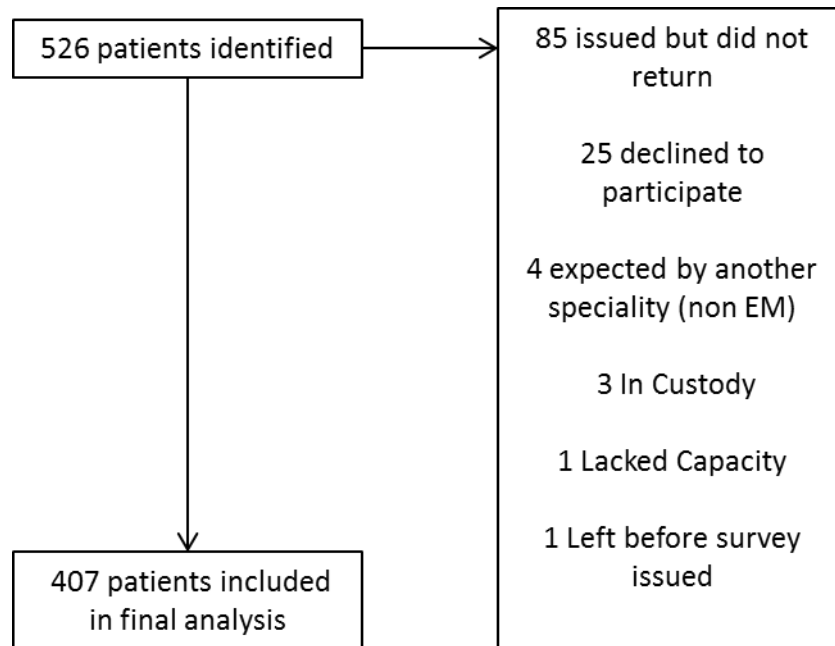 526 patients identified
85 issued but did not
return
25 declined to
participate
4 expected by another
speciality (non EM)
3 In Custody
1 Lacked Capacity
1 Left before survey
issued
407 patients included
in final analysis